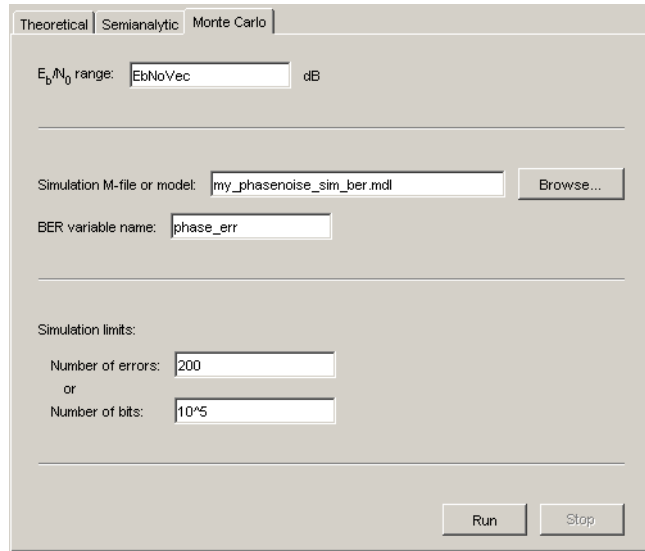 Theoretical Semianalytic Monte Carlo
Eb/N0 range: EbNoVec dB
Simulation M-file or model: my_phasenoise_sim_ber.mdl Browse...
BER variable name: phase_err
Simulation limits:
Number of errors: 200
or
Number of bits: 10^5
Run Stop